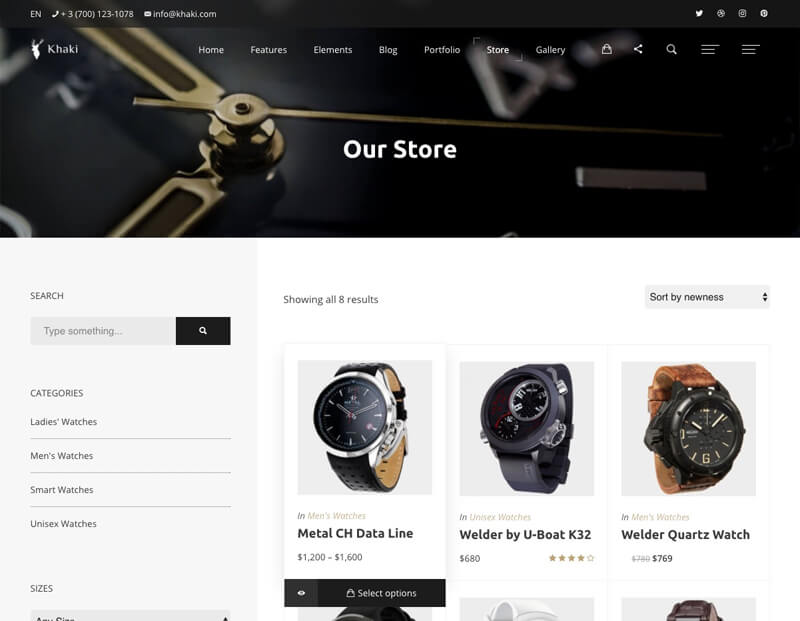 EN + 3 (700) 123-1078 info@khaki.com
Khaki Home Features Elements Blog Portfolio Store Gallery
Our Store
SEARCH
Type something...
CATEGORIES
Ladies' Watches
Men's Watches
Smart Watches
Unisex Watches
SIZES
Any Size
Showing all 8 results
Sort by newness
In Men's Watches
Metal CH Data Line
$1,200 – $1,600
Select options
In Unisex Watches
Welder by U-Boat K32
$680
In Men's Watches
Welder Quartz Watch
$780 $769